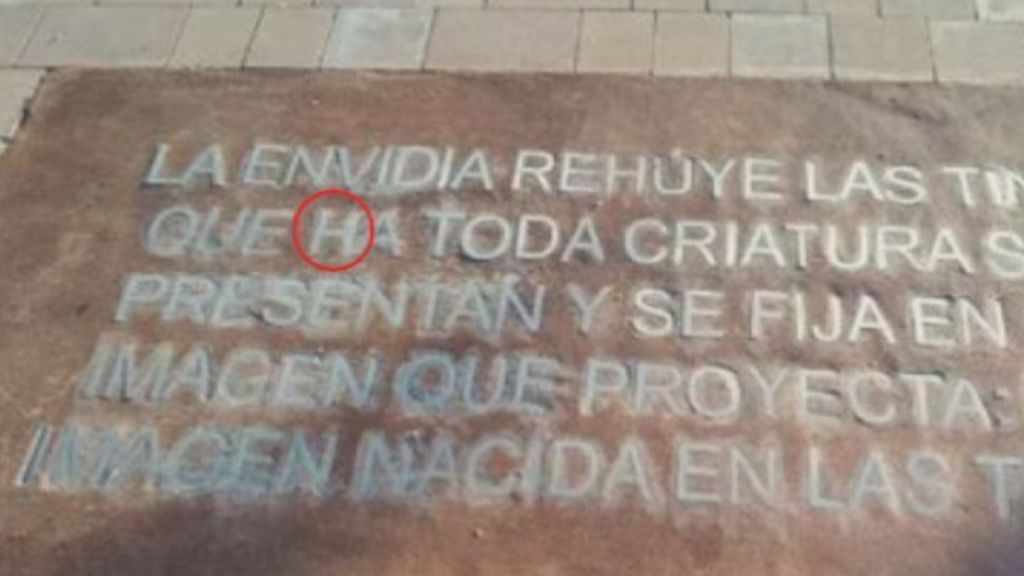 LA ENVIDIA REHÚYE LAS
QUE HA TODA CRIATURA
PRESENTAN Y SE FIJA EN
IMAGEN QUE PROYECTA:
IMAGEN NACIDA EN LAS